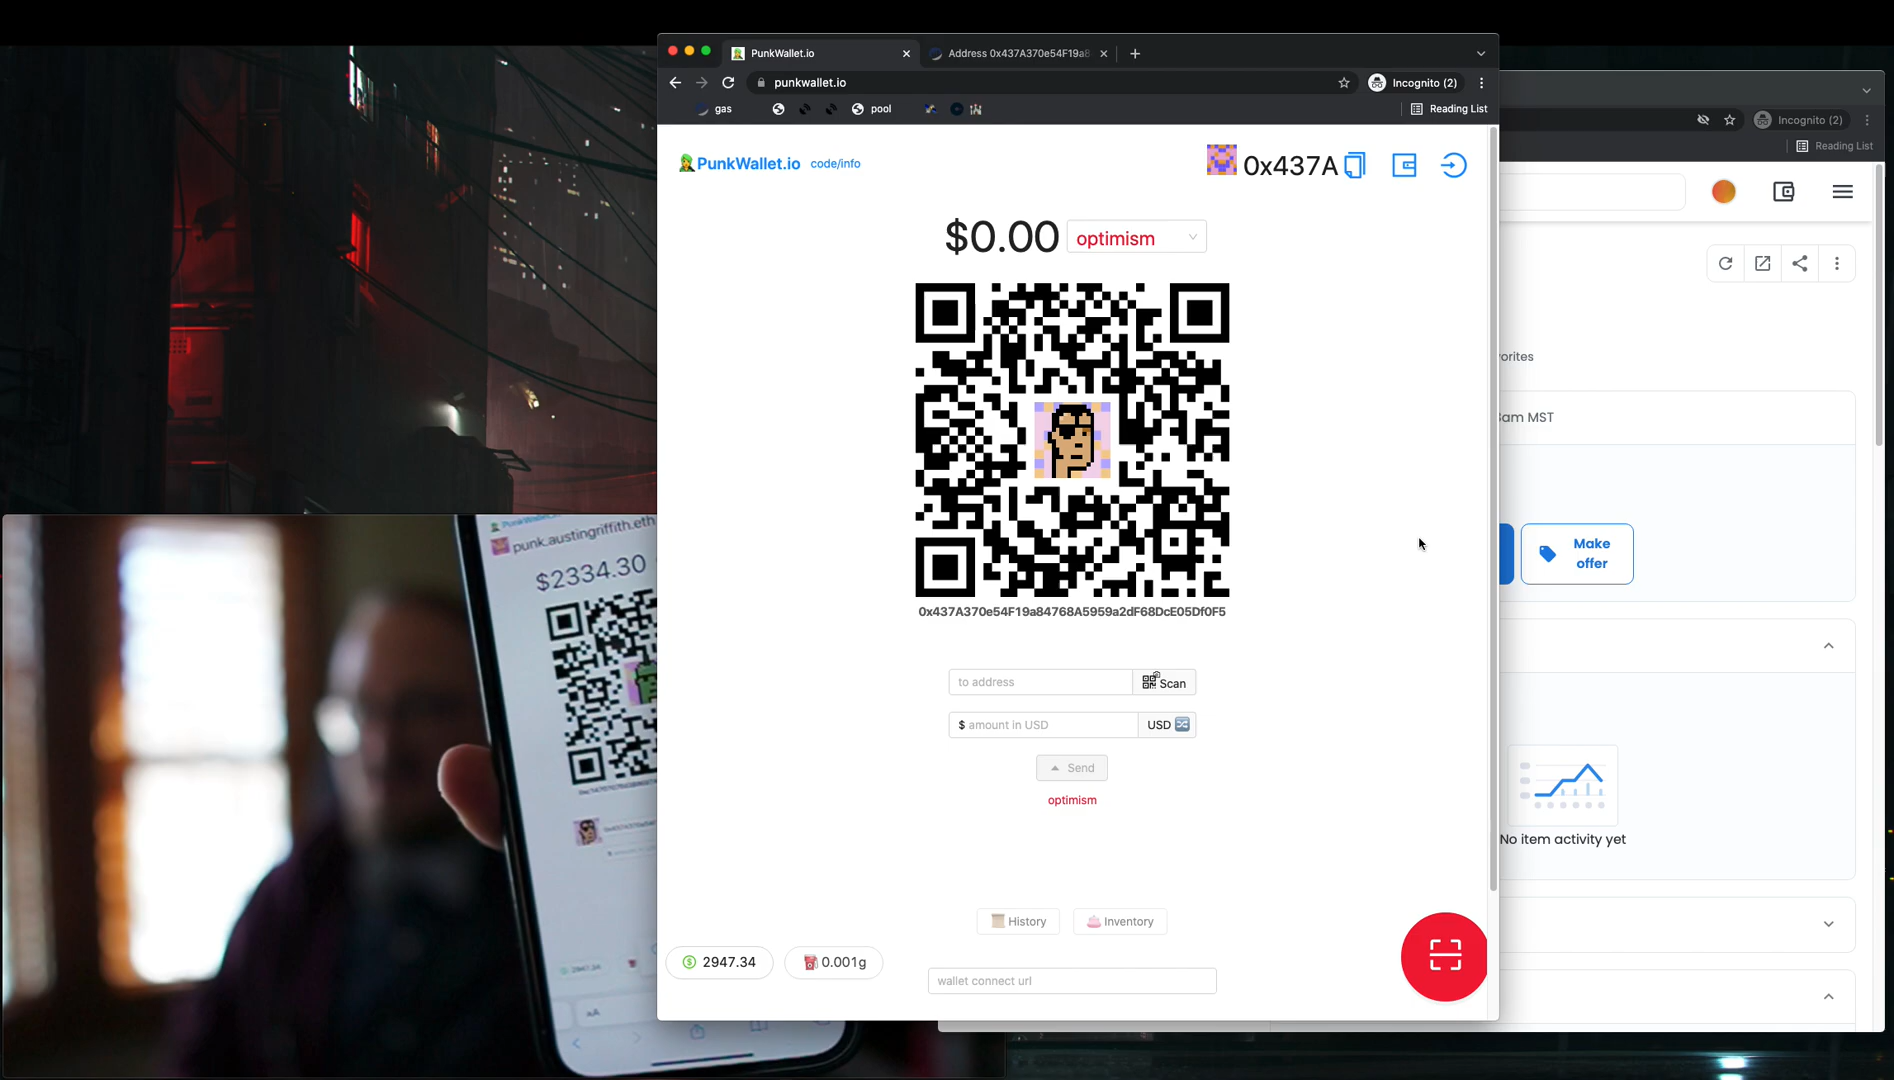 PunkWallet.io
Address 0x437A370e54F19a8
punkwallet.io
Incognito (2)
gas
pool
Reading List
Incognito (2)
Reading List
PunkWallet.io code/info
0x437A
$0.00 optimism
0x437A370e54F19a84768A5959a2dF68DcE05Df0F5
to address
Scan
$ amount in USD
USD
Send
optimism
History
Inventory
2947.34
0.001g
wallet connect url
orites
am MST
Make
offer
No item activity yet
punk.austingriffith.eth
$2334.30
AA